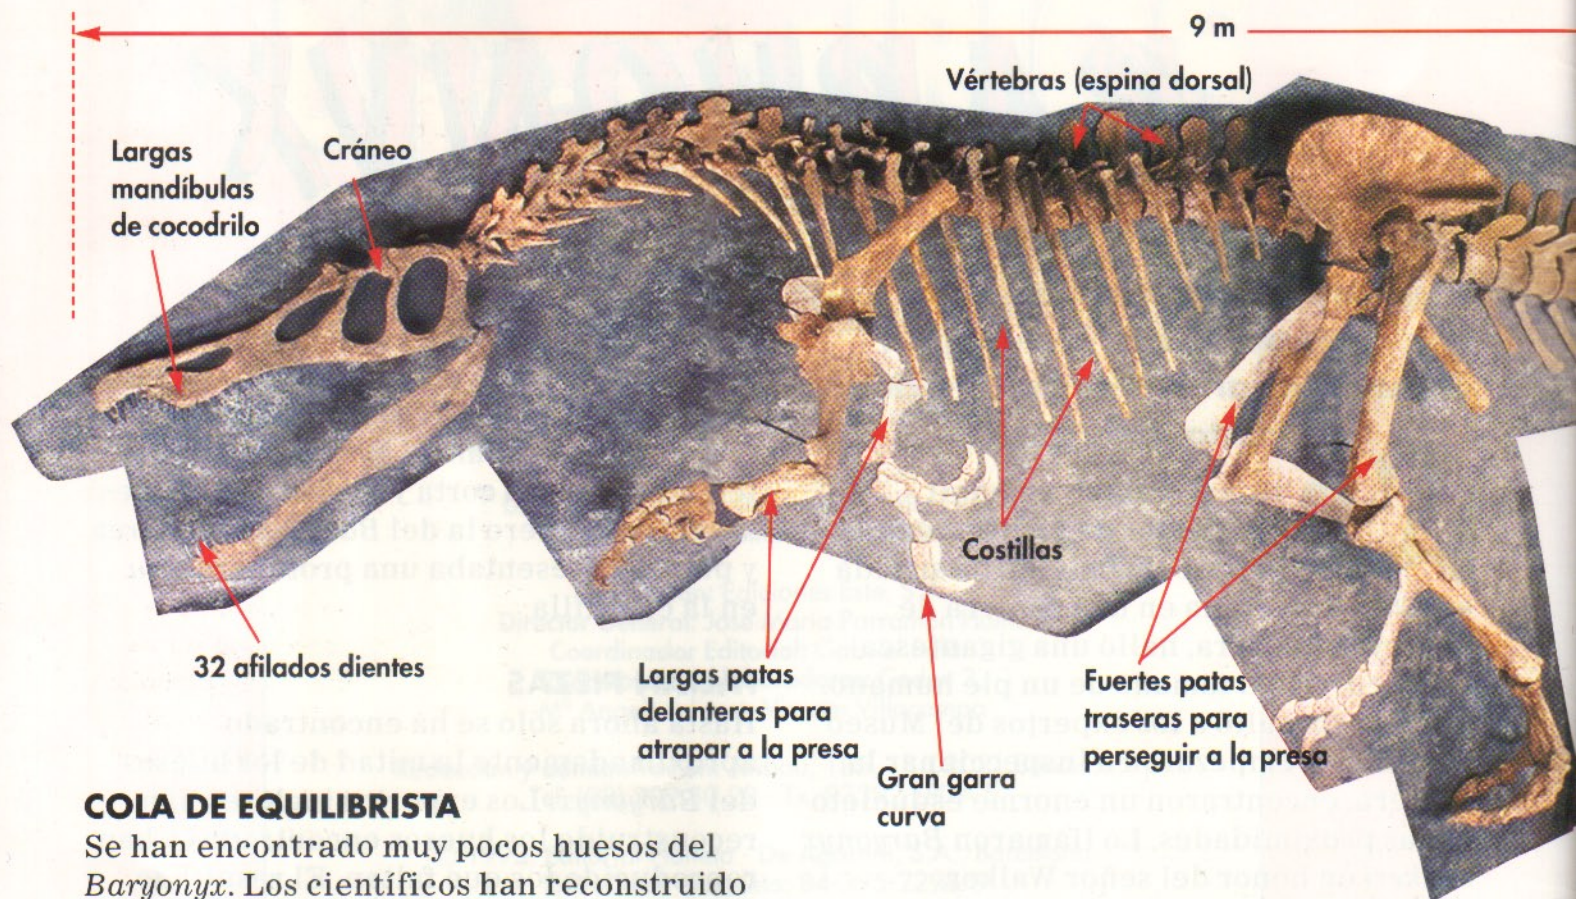 9 m
Vértebras (espina dorsal)
Largas
mandíbulas
de cocodrilo
Cráneo
Costillas
32 afilados dientes
Largas patas
delanteras para
atrapar a la presa
Gran garra
curva
Fuertes patas
traseras para
perseguir a la presa
COLA DE EQUILIBRISTA
Se han encontrado muy pocos huesos del
Baryonyx. Los científicos han reconstruido